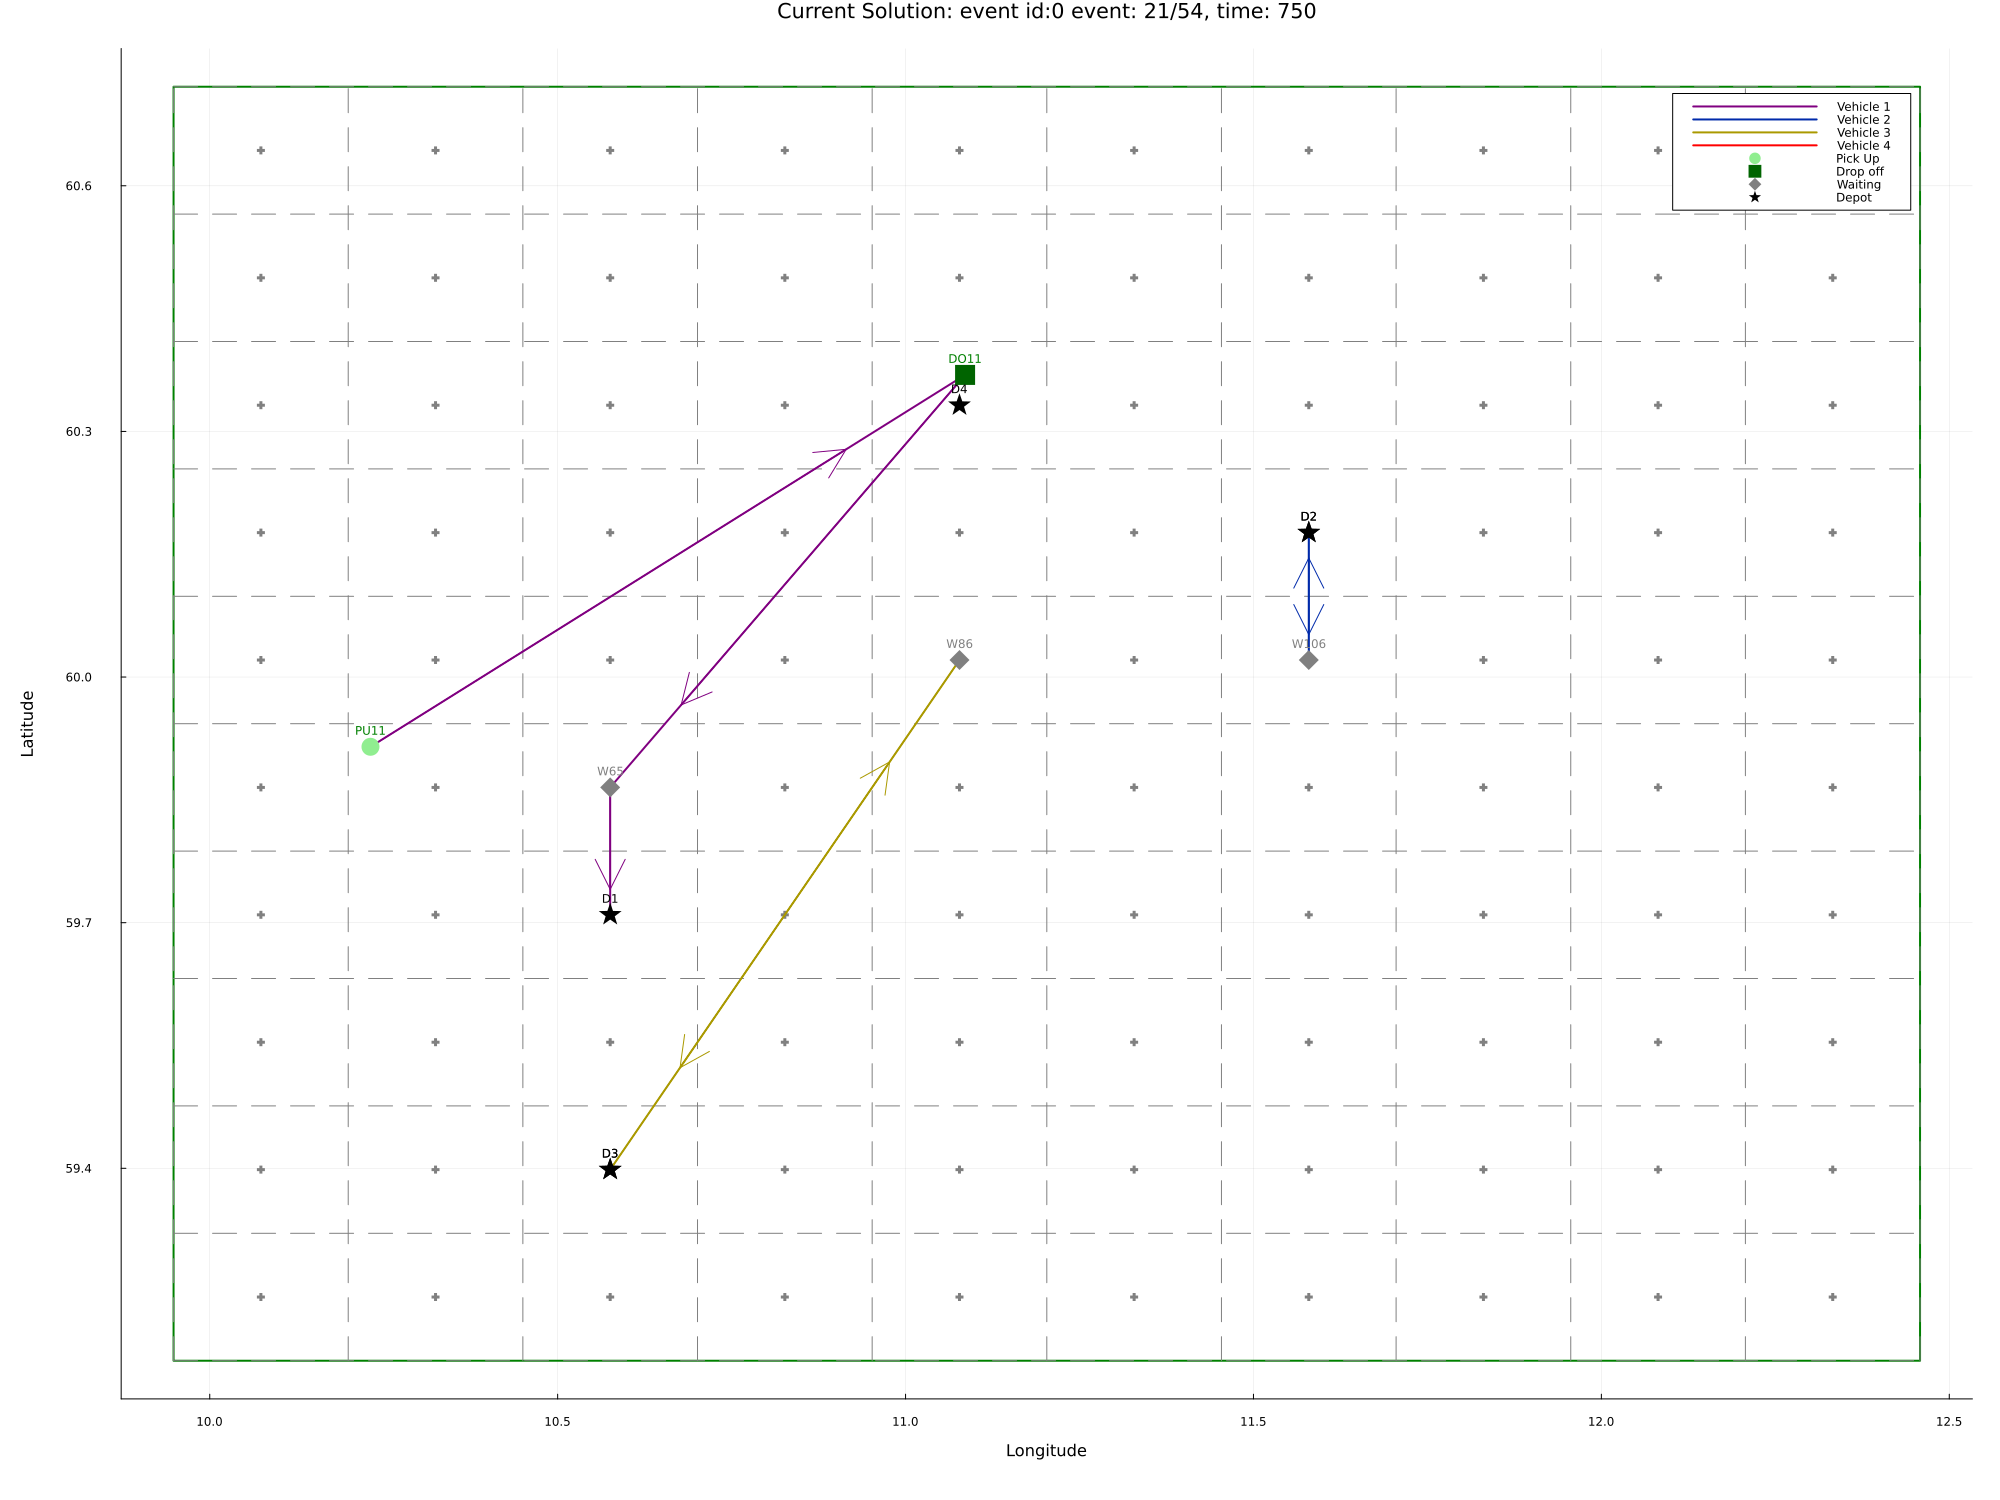 Current Solution: event id:0 event: 21/54, time: 750
Vehicle 1
Vehicle 2
Vehicle 3
Vehicle 4
Pick Up
Drop off
Waiting
Depot
60.6
DO11
D4
60.3
D2
W86
W106
60.0
PU11
W65
Latitude
D1
59.7
D3
59.4
10.0 10.5 11.0 11.5 12.0 12.5
Longitude